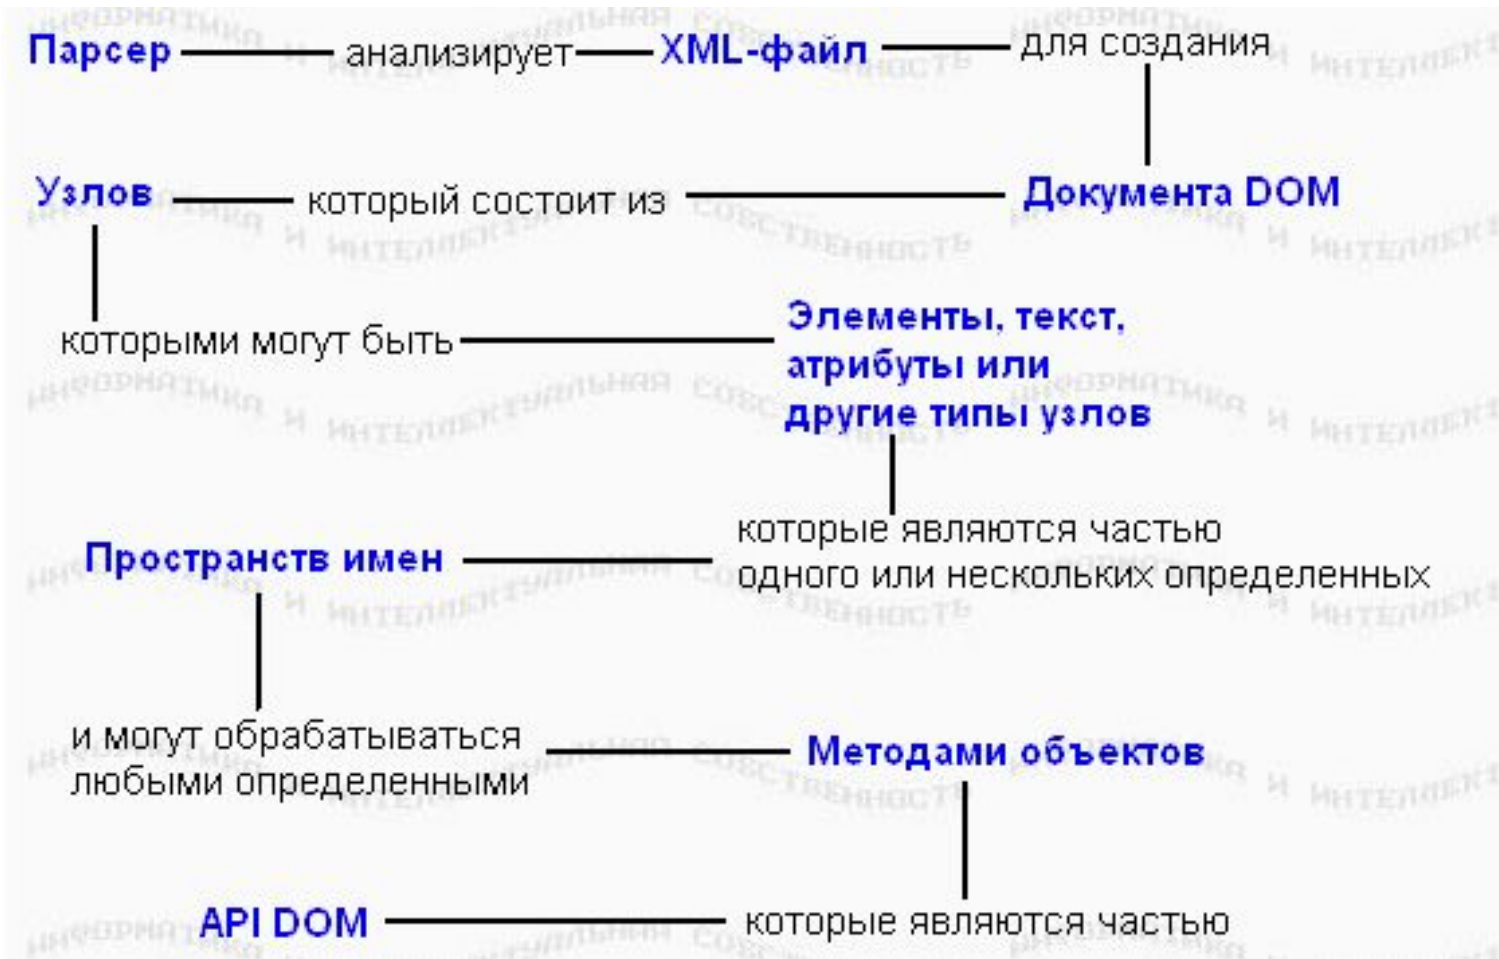 Парсер анализирует XML-файл для создания
Узлов который состоит из Документа DOM
которыми могут быть
Элементы, текст,
атрибуты или
другие типы узлов
Пространств имен
которые являются частью
одного или нескольких определенных
и могут обрабатываться
любыми определенными
Методами объектов
API DOM которые являются частью